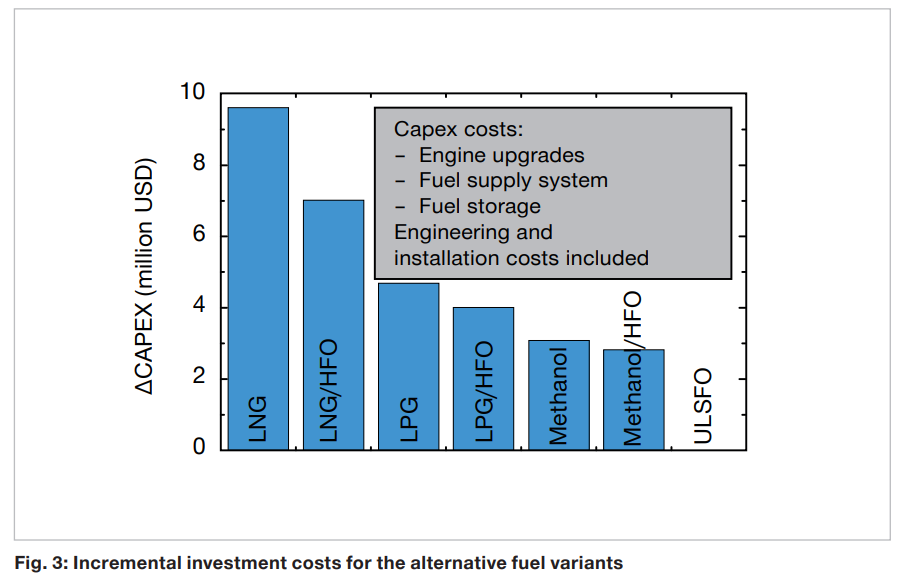 10
8
6
4
2
0
ΔCAPEX (million USD)
Capex costs:
– Engine upgrades
– Fuel supply system
– Fuel storage
Engineering and
installation costs included
LNG
LNG/HFO
LPG
LPG/HFO
Methanol
Methanol/HFO
ULSFO
Fig. 3: Incremental investment costs for the alternative fuel variants